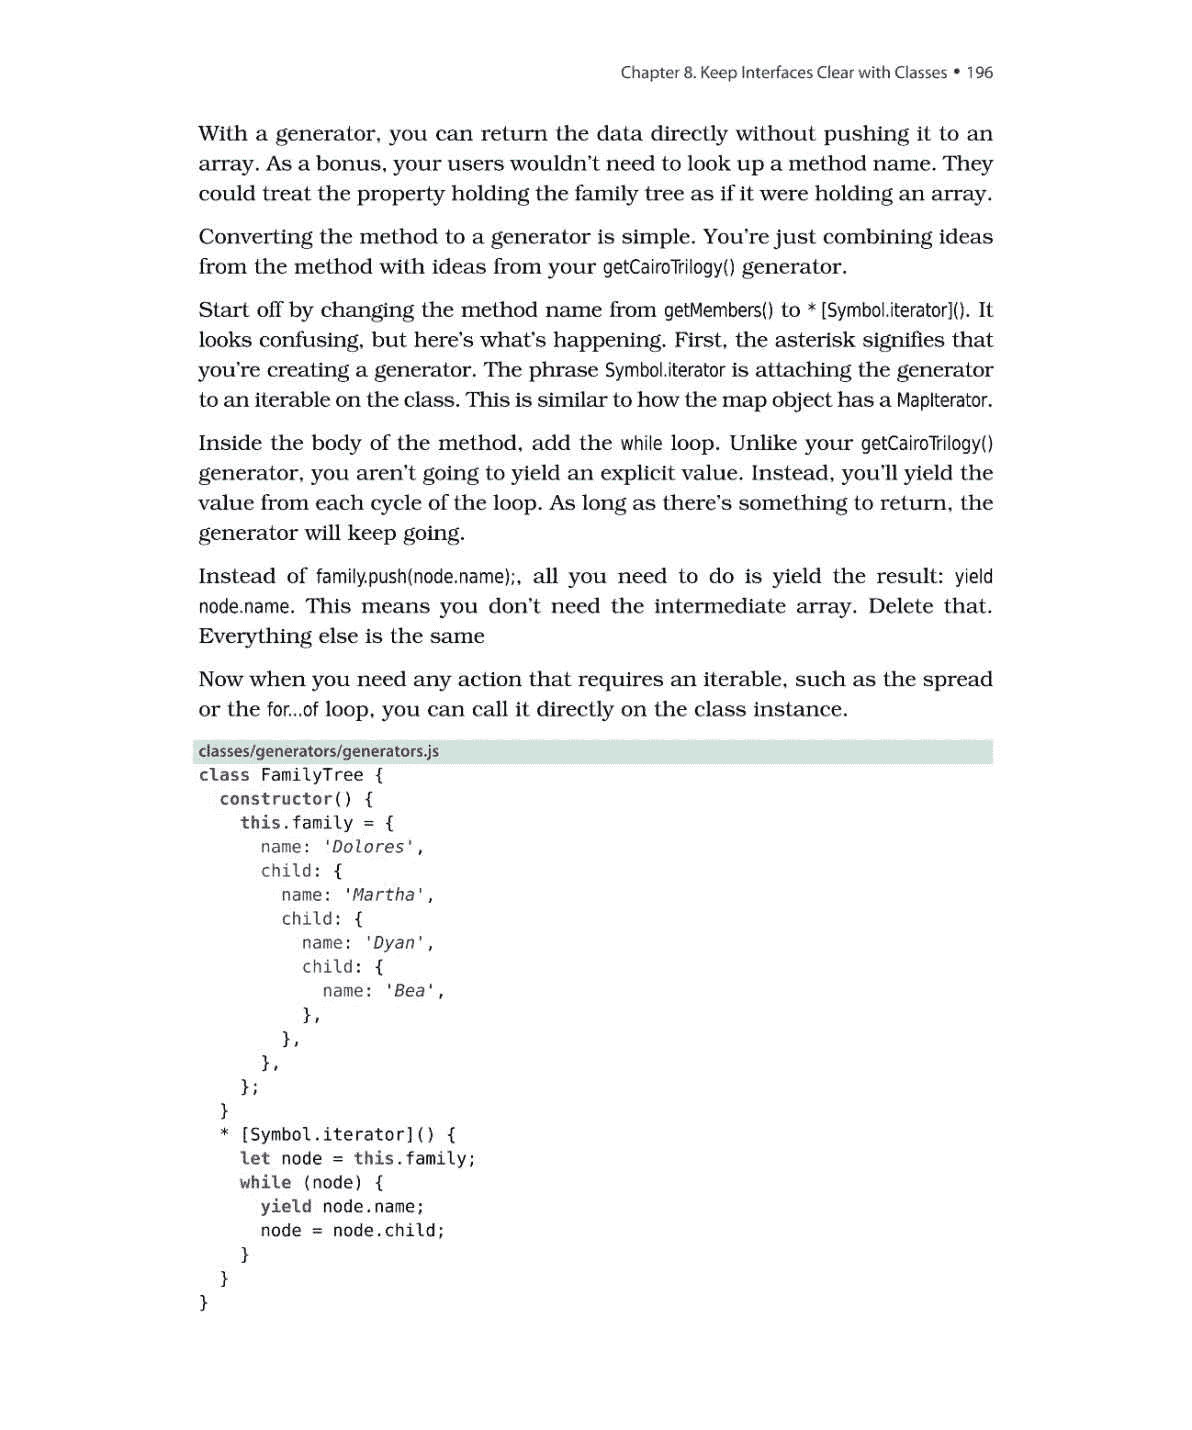 Chapter 8. Keep Interfaces Clear with Classes • 196
With a generator, you can return the data directly without pushing it to an
array. As a bonus, your users wouldn't need to look up a method name. They
could treat the property holding the family tree as if it were holding an array.
Converting the method to a generator is simple. You're just combining ideas
from the method with ideas from your getCairoTrilogy() generator.
Start off by changing the method name from getMembers() to * [Symbol.iterator](). It
looks confusing, but here's what's happening. First, the asterisk signifies that
you're creating a generator. The phrase Symbol.iterator is attaching the generator
to an iterable on the class. This is similar to how the map object has a MapIterator.
Inside the body of the method, add the while loop. Unlike your getCairoTrilogy()
generator, you aren't going to yield an explicit value. Instead, you'll yield the
value from each cycle of the loop. As long as there's something to return, the
generator will keep going.
Instead of family.push(node.name);, all you need to do is yield the result: yield
node.name. This means you don't need the intermediate array. Delete that.
Everything else is the same
Now when you need any action that requires an iterable, such as the spread
or the for...of loop, you can call it directly on the class instance.
classes/generators/generators.js
class FamilyTree {
  constructor() {
    this.family = {
      name: 'Dolores',
      child: {
        name: 'Martha',
        child: {
          name: 'Dyan',
          child: {
            name: 'Bea',
          },
        },
      },
    };
  }
  * [Symbol.iterator]() {
    let node = this.family;
    while (node) {
      yield node.name;
      node = node.child;
    }
  }
}